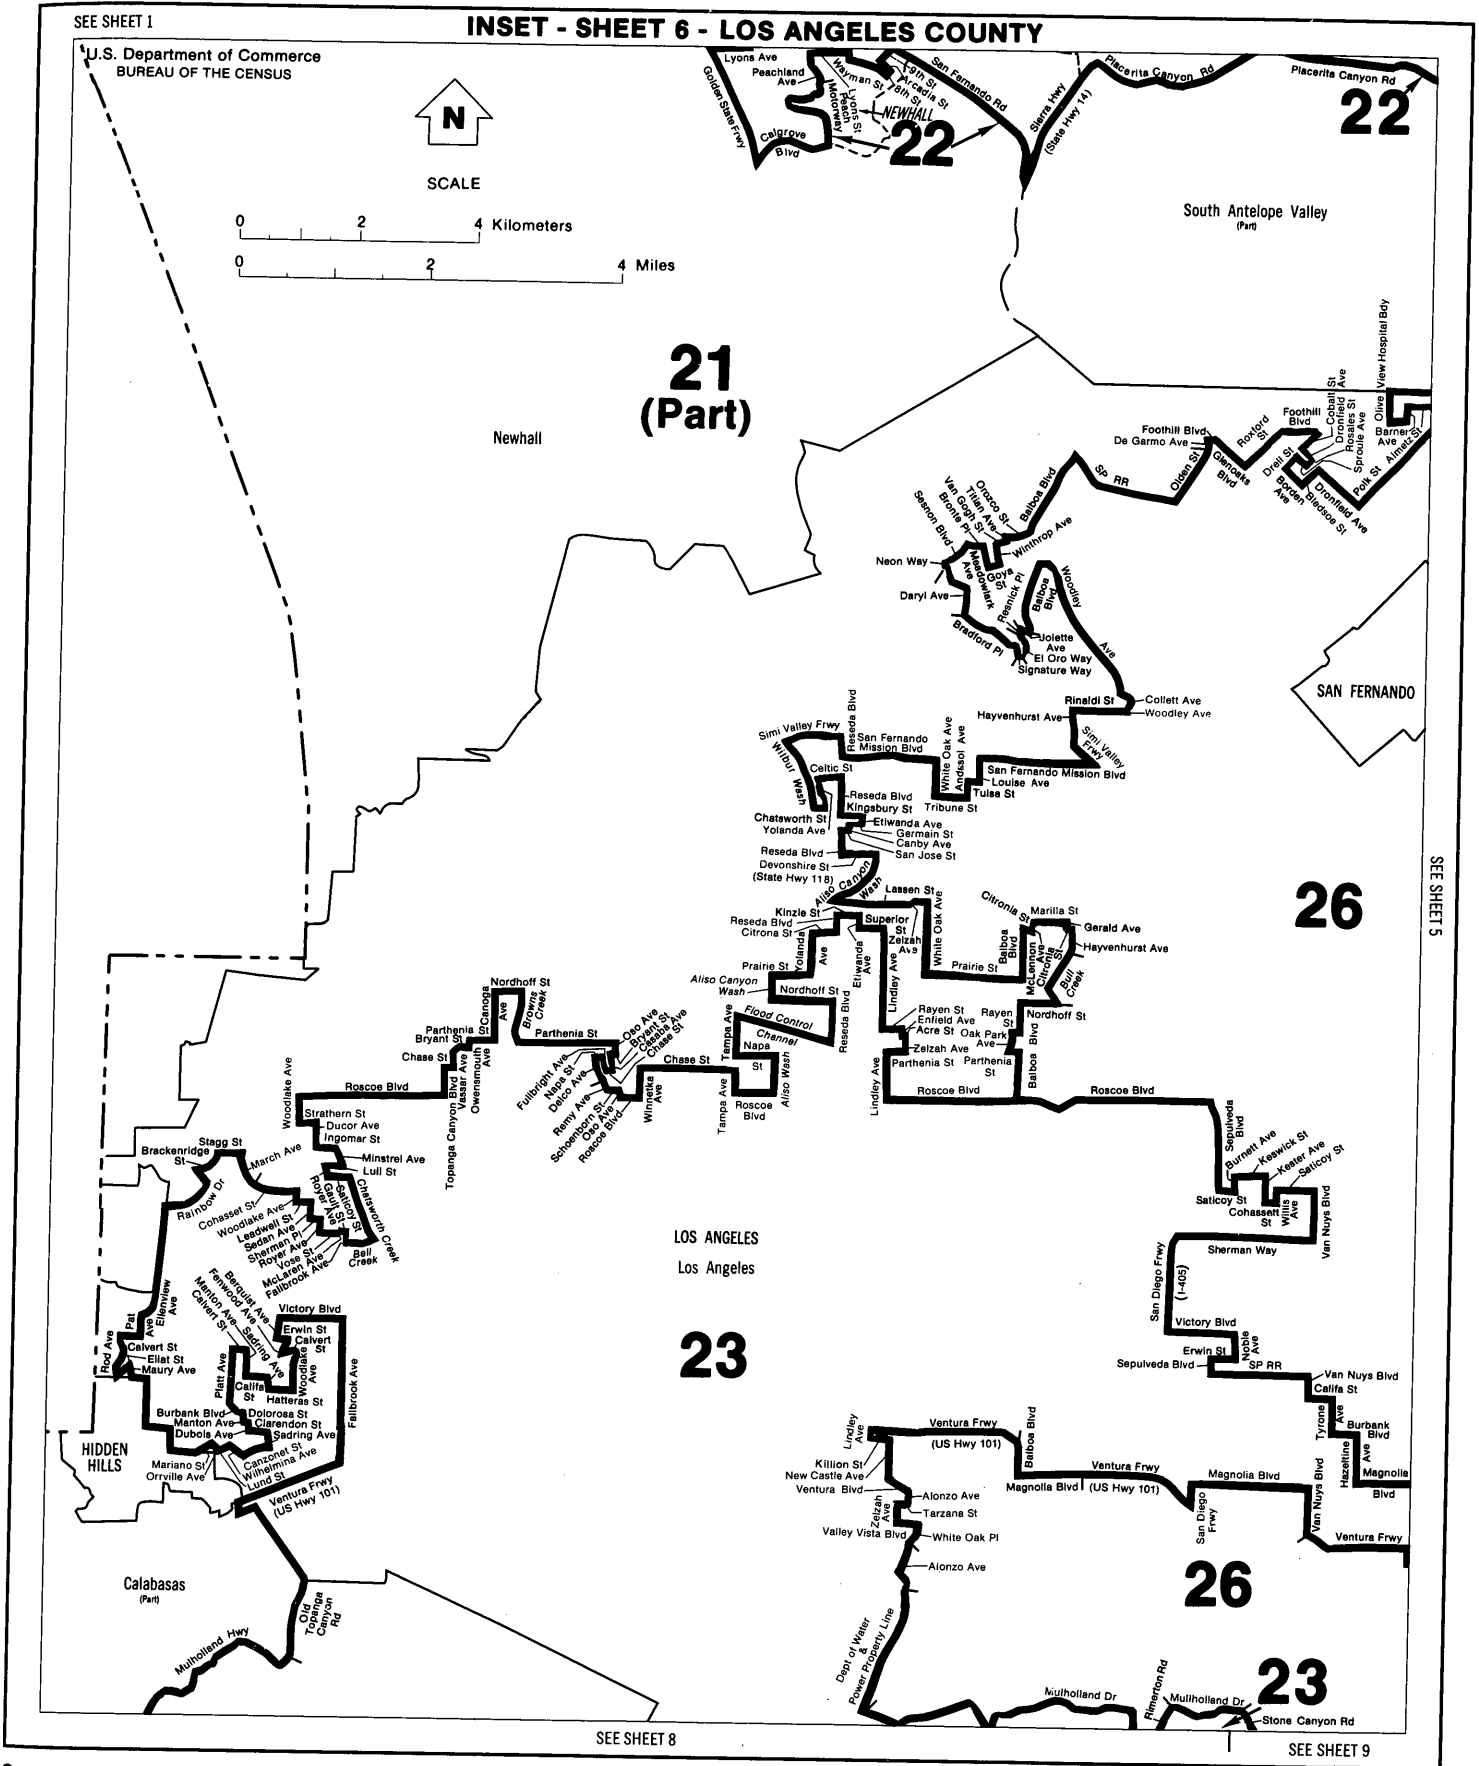 SEE SHEET 1
INSET - SHEET 6 - LOS ANGELES COUNTY
U.S. Department of Commerce
BUREAU OF THE CENSUS
N
SCALE
0 2 4 Kilometers
0 2 4 Miles
Lyons Ave
Peachland
Ave
Golden State Frwy
Wayman St
Lyons St
Peach
Motorway
9th St
Arcadia St
8th St
NEWHALL
22
Calgrove
Blvd
San Fernando Rd
Sierra Hwy
(State Hwy 14)
Placerita Canyon Rd
Placerita Canyon Rd
22
South Antelope Valley
(Part)
21
(Part)
Newhall
Olive View Hospital Bdy
Barner
Ave
Almetz St
Cobalt St
Dronfield Ave
Rosales St
Sproule Ave
Foothill
Blvd
Roxford
St
Foothill Blvd
De Garmo Ave
Olden St
Glenoaks
Blvd
Drell St
Borden
Ave
Bledsoe St
Dronfield Ave
Polk St
SP RR
Balboa Blvd
Orozco St
Titian Ave
Van Gogh St
Bronte Pl
Sesnon Blvd
Winthrop Ave
Neon Way
Meadowlark
Ave
Goya
St
Daryl Ave
Resnick Pl
Balboa
Blvd
Woodley
Ave
Bradford Pl
Jolette
Ave
El Oro Way
Signature Way
SAN FERNANDO
Rinaldi St
Collett Ave
Woodley Ave
Hayvenhurst Ave
Simi Valley
Frwy
Simi Valley Frwy
Reseda Blvd
San Fernando
Mission Blvd
White Oak Ave
Andasol Ave
San Fernando Mission Blvd
Louise Ave
Tulsa St
Tribune St
Wilbur Wash
Celtic St
Reseda Blvd
Kingsbury St
Chatsworth St
Yolanda Ave
Etiwanda Ave
Germain St
Canby Ave
San Jose St
Reseda Blvd
Devonshire St
(State Hwy 118)
Aliso Canyon
Wash
Lassen St
SEE SHEET 5
26
Kinzie St
Reseda Blvd
Citrona St
Superior
St
Zelzah
Ave
White Oak Ave
Citronia St
Marilla St
Gerald Ave
Hayvenhurst Ave
Balboa
Blvd
McLennon
Ave
Citronia
St
Bull
Creek
Yolanda
Ave
Etiwanda
Ave
Lindley Ave
Prairie St
Prairie St
Aliso Canyon
Wash
Nordhoff St
Reseda Blvd
Flood Control
Channel
Tampa Ave
Napa
St
Aliso Wash
Rayen St
Enfield Ave
Acre St
Zelzah Ave
Parthenia St
Rayen
St
Nordhoff St
Oak Park
Ave
Parthenia
St
Balboa Blvd
Lindley Ave
Roscoe Blvd
Roscoe Blvd
Nordhoff St
Canoga
Ave
Browns
Creek
Parthenia St
Bryant St
Chase St
Parthenia St
Oso Ave
Bryant St
Casaba Ave
Chase St
Chase St
Fullbright Ave
Napa St
Delco Ave
Remy Ave
Schoenborn St
Oso Ave
Roscoe Blvd
Winnetka
Ave
Tampa Ave
Roscoe
Blvd
Topanga Canyon Blvd
Vassar Ave
Owensmouth
Ave
Roscoe Blvd
Woodlake Ave
Strathern St
Ducor Ave
Ingomar St
Minstrel Ave
Lull St
Chatsworth Creek
Saticoy St
Gault St
Royer Ave
Bell
Creek
Stagg St
Brackenridge
St
March Ave
Rainbow Dr
Cohasset St
Woodlake Ave
Leadwell St
Sedan Ave
Sherman Pl
Royer Ave
Vose St
McLaren Ave
Fallbrook Ave
Sepulveda
Blvd
Burnett Ave
Keswick St
Kester Ave
Saticoy St
Saticoy St
Cohassett
St
Willis
Ave
Van Nuys Blvd
Sherman Way
San Diego Frwy
(I-405)
Victory Blvd
Noble
Ave
Erwin St
Sepulveda Blvd
SP RR
Van Nuys Blvd
Califa St
Tyrone
Ave
Burbank
Blvd
Hazeltine
Ave
Magnolia
Blvd
LOS ANGELES
Los Angeles
23
Ellenview
Ave
Pat
Ave
Rod Ave
Calvert St
Eliat St
Maury Ave
Berquist Ave
Fenwood Ave
Manton Ave
Calvert St
Sadring Ave
Victory Blvd
Erwin St
Calvert
St
Woodlake
Ave
Platt Ave
Califa
St
Hatteras St
Fallbrook Ave
Burbank Blvd
Manton Ave
Dubois Ave
Dolorosa St
Clarendon St
Sadring Ave
Mariano St
Orrville Ave
Canzonet St
Wilhelmina Ave
Lund St
HIDDEN
HILLS
Ventura Frwy
(US Hwy 101)
Calabasas
(Part)
Old
Topanga
Canyon
Rd
Mulholland Hwy
Lindley
Ave
Ventura Frwy
(US Hwy 101)
Balboa Blvd
Killion St
New Castle Ave
Ventura Blvd
Ventura Frwy
(US Hwy 101)
Magnolia Blvd
Magnolia Blvd
San Diego
Frwy
Van Nuys Blvd
Ventura Frwy
Zelzah
Ave
Alonzo Ave
Tarzana St
Valley Vista Blvd
White Oak Pl
Alonzo Ave
26
Dept of Water
&
Power Property Line
Mulholland Dr
Rimerton Rd
Mulholland Dr
23
Stone Canyon Rd
SEE SHEET 8
SEE SHEET 9